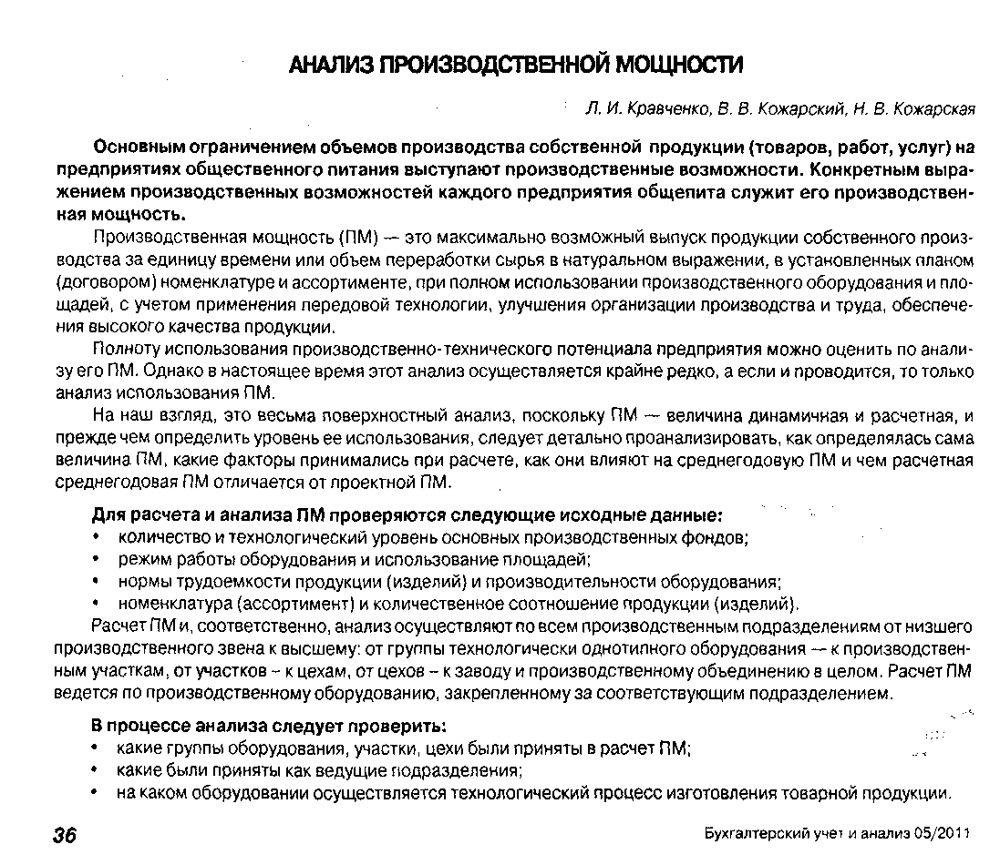 АНАЛИЗ ПРОИЗВОДСТВЕННОЙ МОЩНОСТИ
Л. И. Кравченко, В. В. Кожарский, Н. В. Кожарская
Основным ограничением объемов производства собственной продукции (товаров, работ, услуг) на
предприятиях общественного питания выступают производственные возможности. Конкретным выра-
жением производственных возможностей каждого предприятия общепита служит его производствен-
ная мощность.
Производственная мощность (ПМ) — это максимально возможный выпуск продукции собственного произ-
водства за единицу времени или объем переработки сырья в натуральном выражении, в установленных планом
(договором) номенклатуре и ассортименте, при полном использовании производственного оборудования и пло-
щадей, с учетом применения передовой технологии, улучшения организации производства и труда, обеспече-
ния высокого качества продукции.
Полноту использования производственно-технического потенциала предприятия можно оценить по анали-
зу его ПМ. Однако в настоящее время этот анализ осуществляется крайне редко, а если и проводится, то только
анализ использования ПМ.
На наш взгляд, это весьма поверхностный анализ, поскольку ПМ — величина динамичная и расчетная, и
прежде чем определить уровень ее использования, следует детально проанализировать, как определялась сама
величина ПМ, какие факторы принимались при расчете, как они влияют на среднегодовую ПМ и чем расчетная
среднегодовая ПМ отличается от проектной ПМ.
Для расчета и анализа ПМ проверяются следующие исходные данные:
• количество и технологический уровень основных производственных фондов;
• режим работы оборудования и использование площадей;
• нормы трудоемкости продукции (изделий) и производительности оборудования;
• номенклатура (ассортимент) и количественное соотношение продукции (изделий).
Расчет ПМ и, соответственно, анализ осуществляют по всем производственным подразделениям от низшего
производственного звена к высшему: от группы технологически однотипного оборудования — к производствен-
ным участкам, от участков – к цехам, от цехов – к заводу и производственному объединению в целом. Расчет ПМ
ведется по производственному оборудованию, закрепленному за соответствующим подразделением.
В процессе анализа следует проверить:
• какие группы оборудования, участки, цехи были приняты в расчет ПМ;
• какие были приняты как ведущие подразделения;
• на каком оборудовании осуществляется технологический процесс изготовления товарной продукции.
36
Бухгалтерский учет и анализ 05/2011